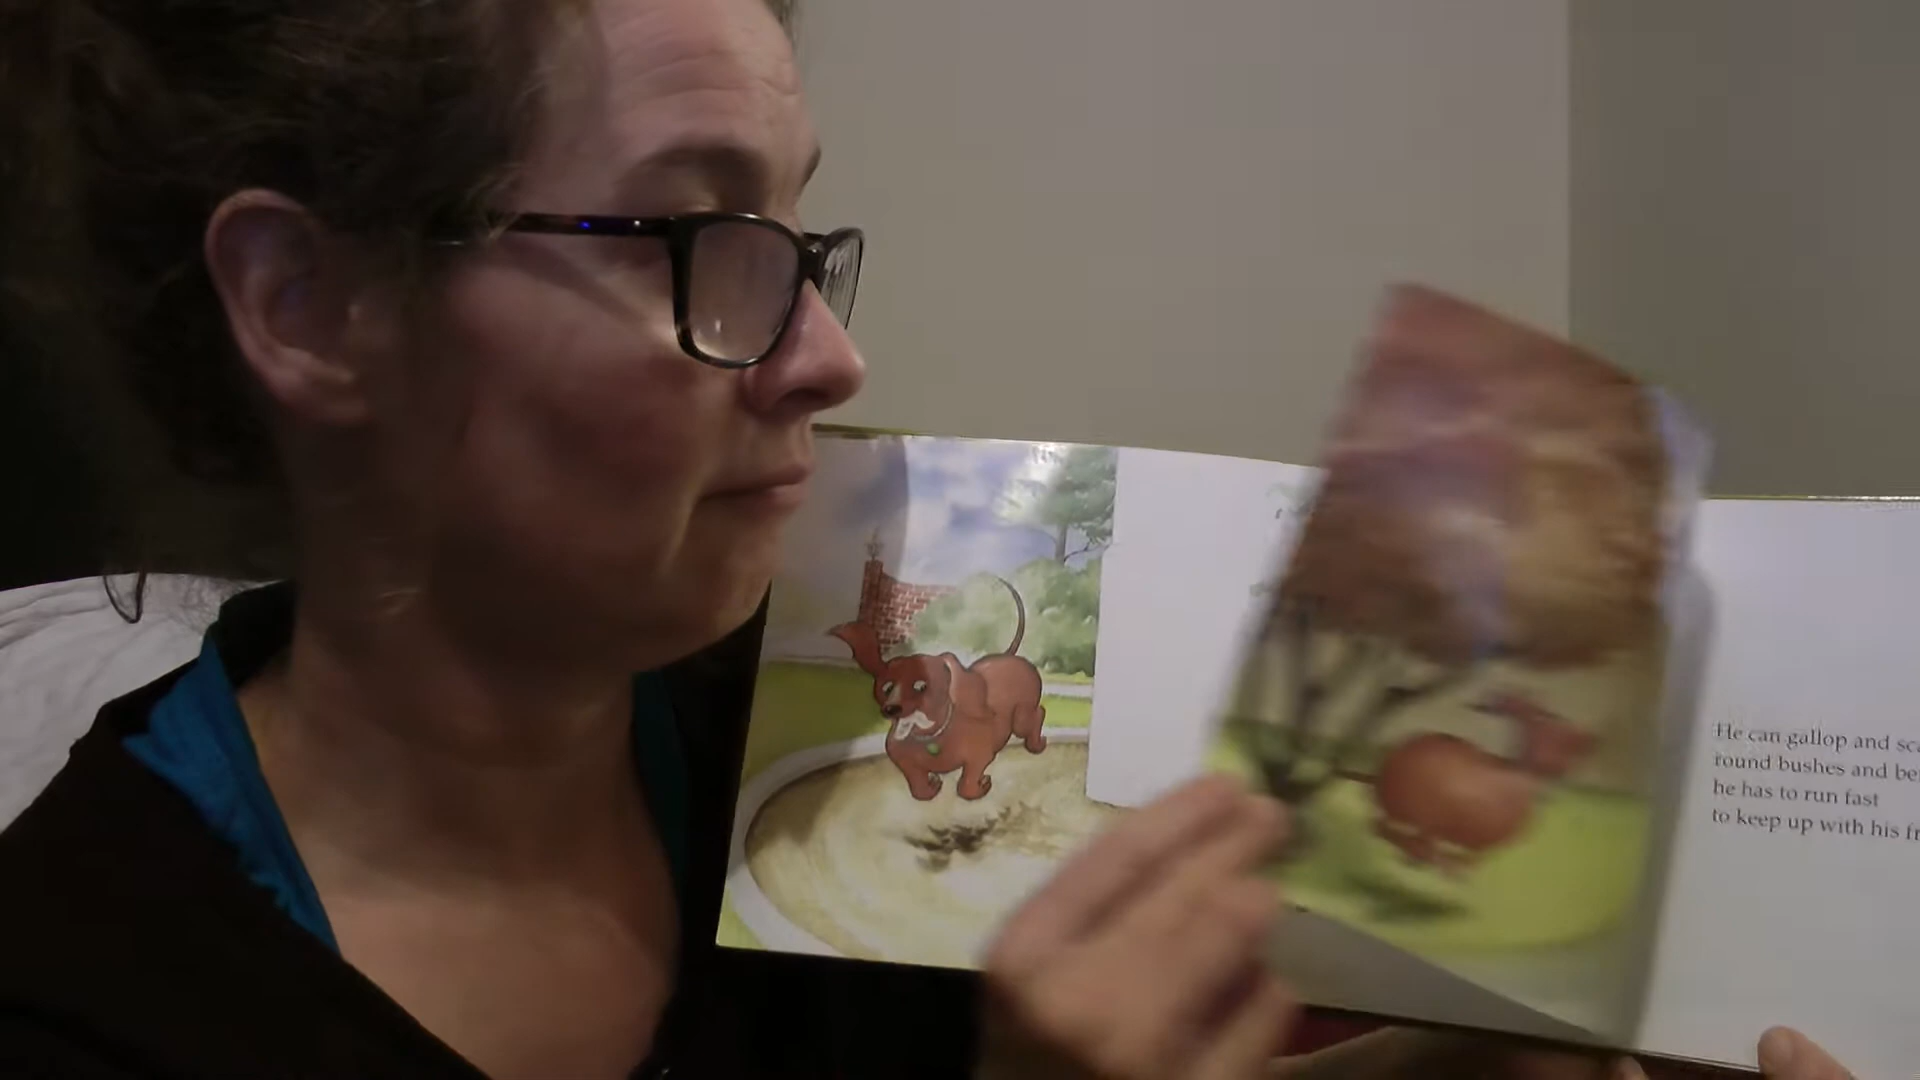 He can gallop and
round bushes and
he has to run fast
to keep up with his